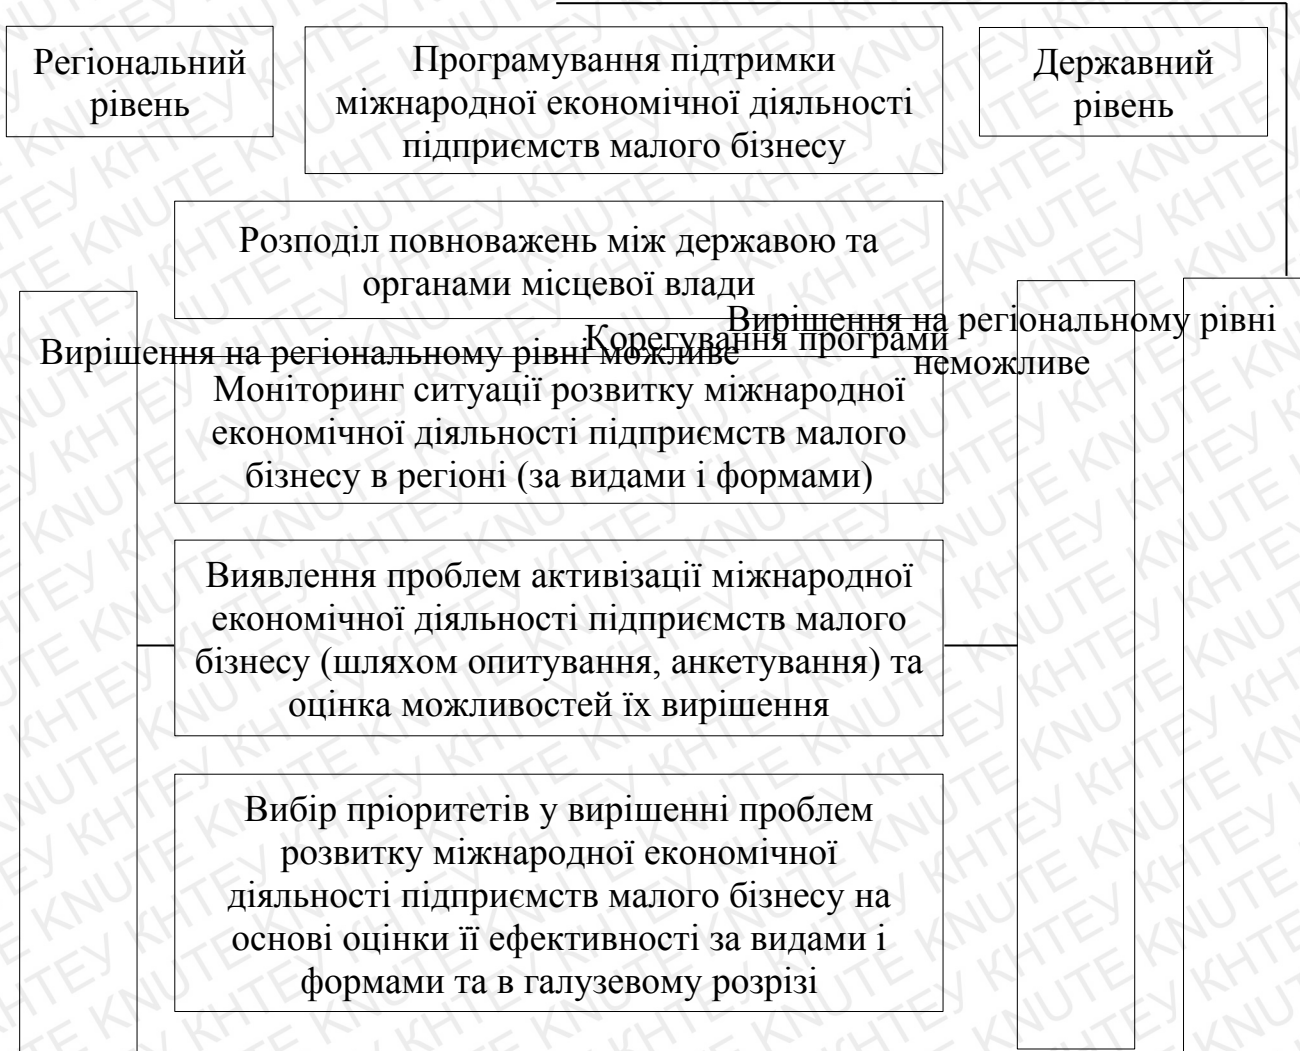 Регіональний
рівень
Програмування підтримки
міжнародної економічної діяльності
підприємств малого бізнесу
Державний
рівень
Розподіл повноважень між державою та
органами місцевої влади
Вирішення на регіональному рівні можливе
Корегування програми
Вирішення на регіональному рівні
неможливе
Моніторинг ситуації розвитку міжнародної
економічної діяльності підприємств малого
бізнесу в регіоні (за видами і формами)
Виявлення проблем активізації міжнародної
економічної діяльності підприємств малого
бізнесу (шляхом опитування, анкетування) та
оцінка можливостей їх вирішення
Вибір пріоритетів у вирішенні проблем
розвитку міжнародної економічної
діяльності підприємств малого бізнесу на
основі оцінки її ефективності за видами і
формами та в галузевому розрізі